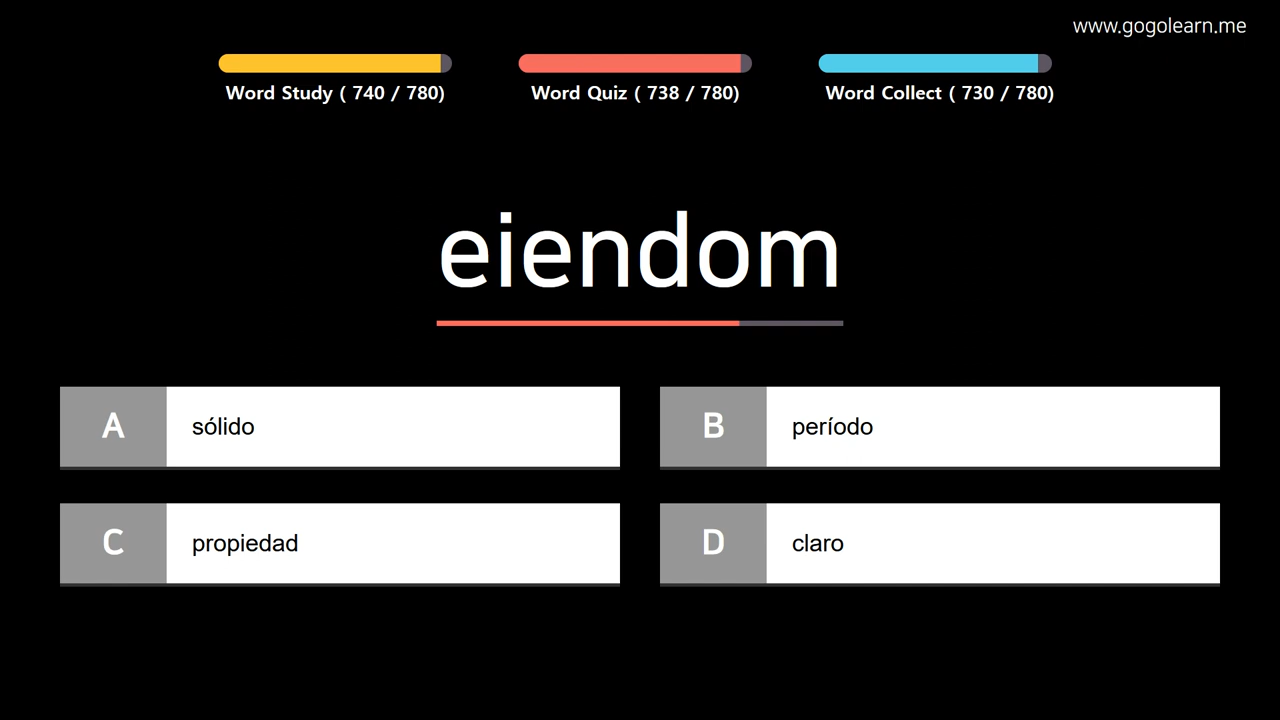 www.gogolearn.me
Word Study ( 740 / 780)
Word Quiz ( 738 / 780)
Word Collect ( 730 / 780)
eiendom
A
sólido
B
período
C
propiedad
D
claro